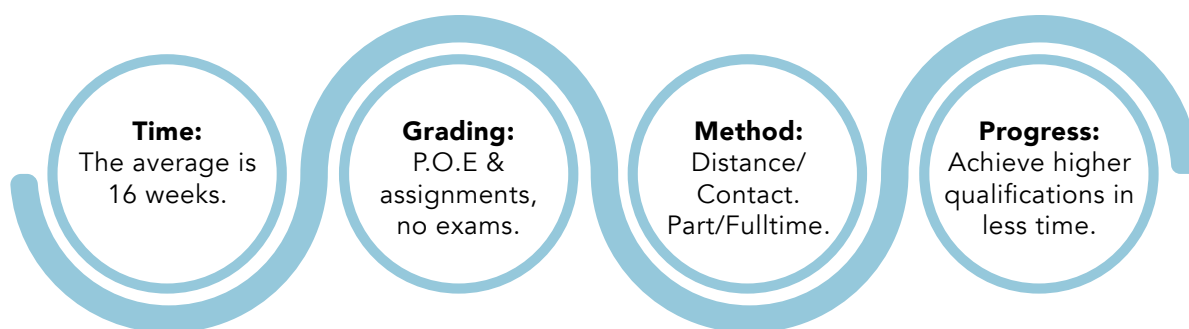 Time:
The average is
16 weeks.
Grading:
P.O.E &
assignments,
no exams.
Method:
Distance/
Contact.
Part/Fulltime.
Progress:
Achieve higher
qualifications in
less time.